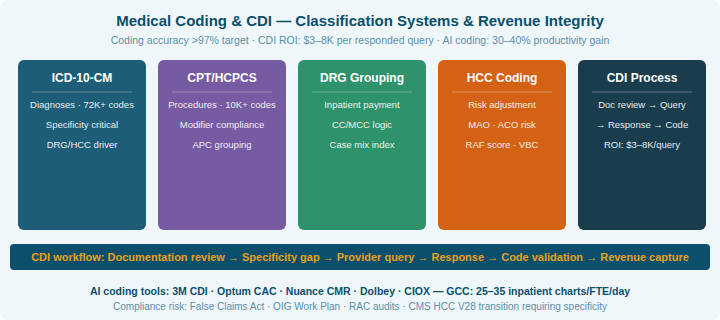 Medical Coding & CDI — Classification Systems & Revenue Integrity
Coding accuracy >97% target · CDI ROI: $3–8K per responded query · AI coding: 30–40% productivity gain
ICD-10-CM
Diagnoses · 72K+ codes
Specificity critical
DRG/HCC driver
CPT/HCPCS
Procedures · 10K+ codes
Modifier compliance
APC grouping
DRG Grouping
Inpatient payment
CC/MCC logic
Case mix index
HCC Coding
Risk adjustment
MAO · ACO risk
RAF score · VBC
CDI Process
Doc review → Query
→ Response → Code
ROI: $3–8K/query
CDI workflow: Documentation review → Specificity gap → Provider query → Response → Code validation → Revenue capture
AI coding tools: 3M CDI · Optum CAC · Nuance CMR · Dolbey · CIOX — GCC: 25–35 inpatient charts/FTE/day
Compliance risk: False Claims Act · OIG Work Plan · RAC audits · CMS HCC V28 transition requiring specificity